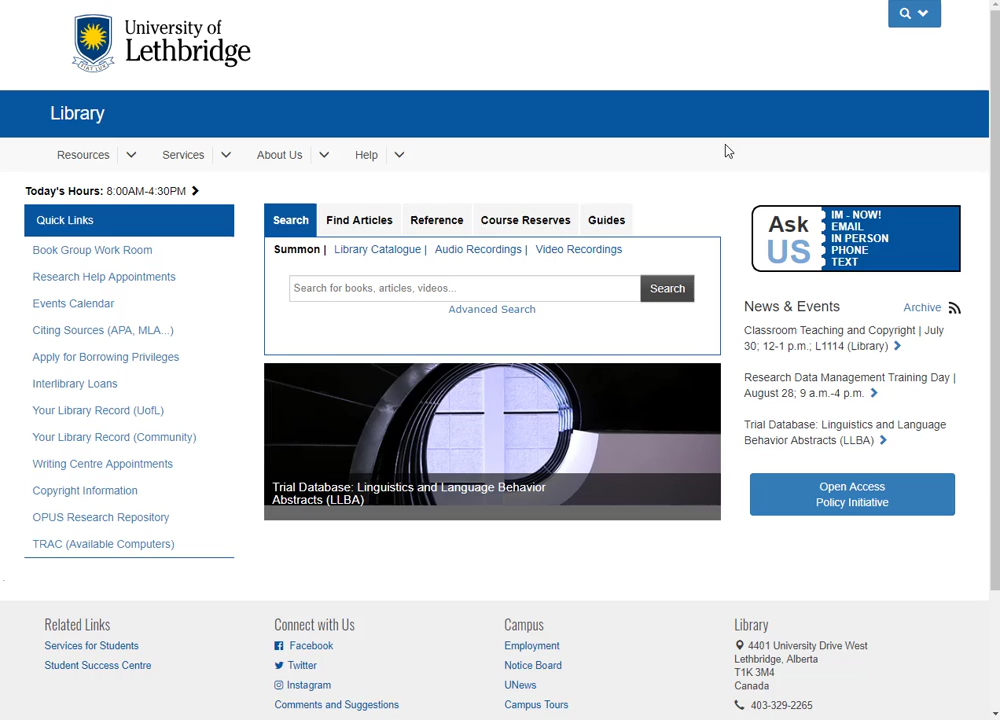 University of
Lethbridge
Library
Resources
Services
About Us
Help
Today's Hours: 8:00AM-4:30PM
Quick Links
Book Group Work Room
Research Help Appointments
Events Calendar
Citing Sources (APA, MLA...)
Apply for Borrowing Privileges
Interlibrary Loans
Your Library Record (UofL)
Your Library Record (Community)
Writing Centre Appointments
Copyright Information
OPUS Research Repository
TRAC (Available Computers)
Search Find Articles Reference Course Reserves Guides
Summon | Library Catalogue | Audio Recordings | Video Recordings
Search for books, articles, videos... Search
Advanced Search
Trial Database: Linguistics and Language Behavior
Abstracts (LLBA)
Ask
US
IM - NOW!
EMAIL
IN PERSON
PHONE
TEXT
News & Events Archive
Classroom Teaching and Copyright | July
30; 12-1 p.m.; L1114 (Library)
Research Data Management Training Day |
August 28; 9 a.m.-4 p.m.
Trial Database: Linguistics and Language
Behavior Abstracts (LLBA)
Open Access
Policy Initiative
Related Links
Services for Students
Student Success Centre
Connect with Us
Facebook
Twitter
Instagram
Comments and Suggestions
Campus
Employment
Notice Board
UNews
Campus Tours
Library
4401 University Drive West
Lethbridge, Alberta
T1K 3M4
Canada
403-329-2265